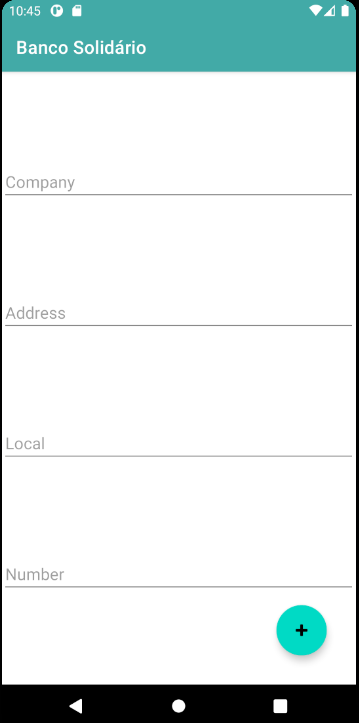 10:45
Banco Solidário
Company
Address
Local
Number
+